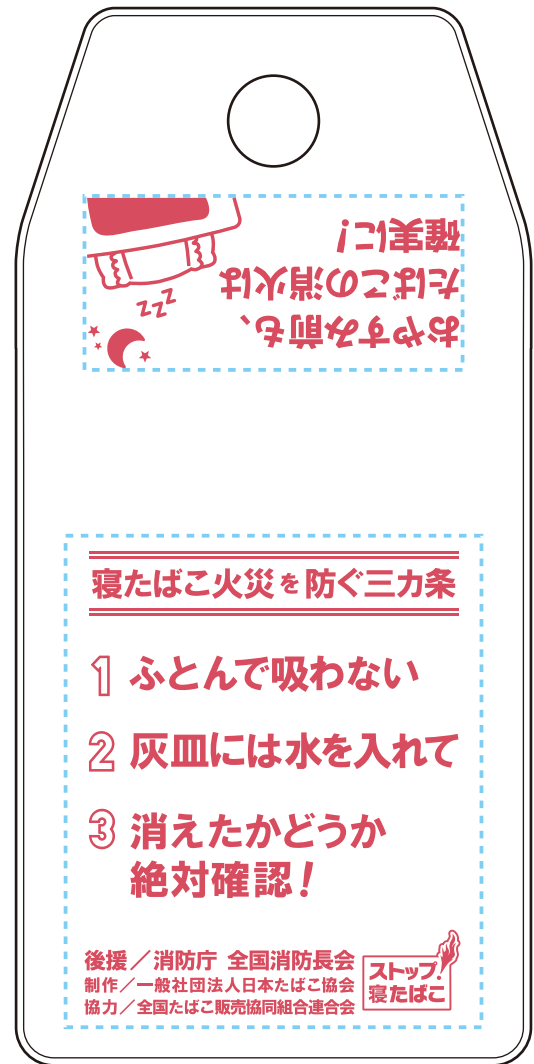 おやすみ前も、
たばこの消火は
確実に!
zzz
寝たばこ火災を防ぐ三カ条
1 ふとんで吸わない
2 灰皿には水を入れて
3 消えたかどうか
絶対確認!
後援/消防庁 全国消防長会
制作/一般社団法人日本たばこ協会
協力/全国たばこ販売協同組合連合会
ストップ!
寝たばこ